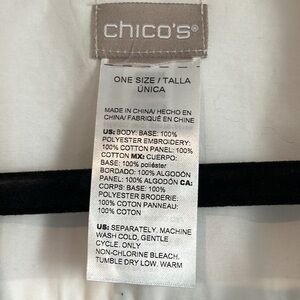 chico's®
ONE SIZE / TALLA
ÚNICA
MADE IN CHINA/ HECHO EN
CHINA/ FABRIQUÉ EN CHINE
US: BODY: BASE: 100%
POLYESTER EMBROIDERY:
100% COTTON PANEL: 100%
COTTON MX: CUERPO:
BASE: 100% poliéster
BORDADO: 100% ALGODÓN
PANEL: 100% ALGODÓN CA:
CORPS: BASE: 100%
POLYESTER BRODERIE:
100% COTON PANNEAU:
100% COTON
US: SEPARATELY. MACHINE
WASH COLD, GENTLE
CYCLE. ONLY
NON-CHLORINE BLEACH.
TUMBLE DRY LOW. WARM